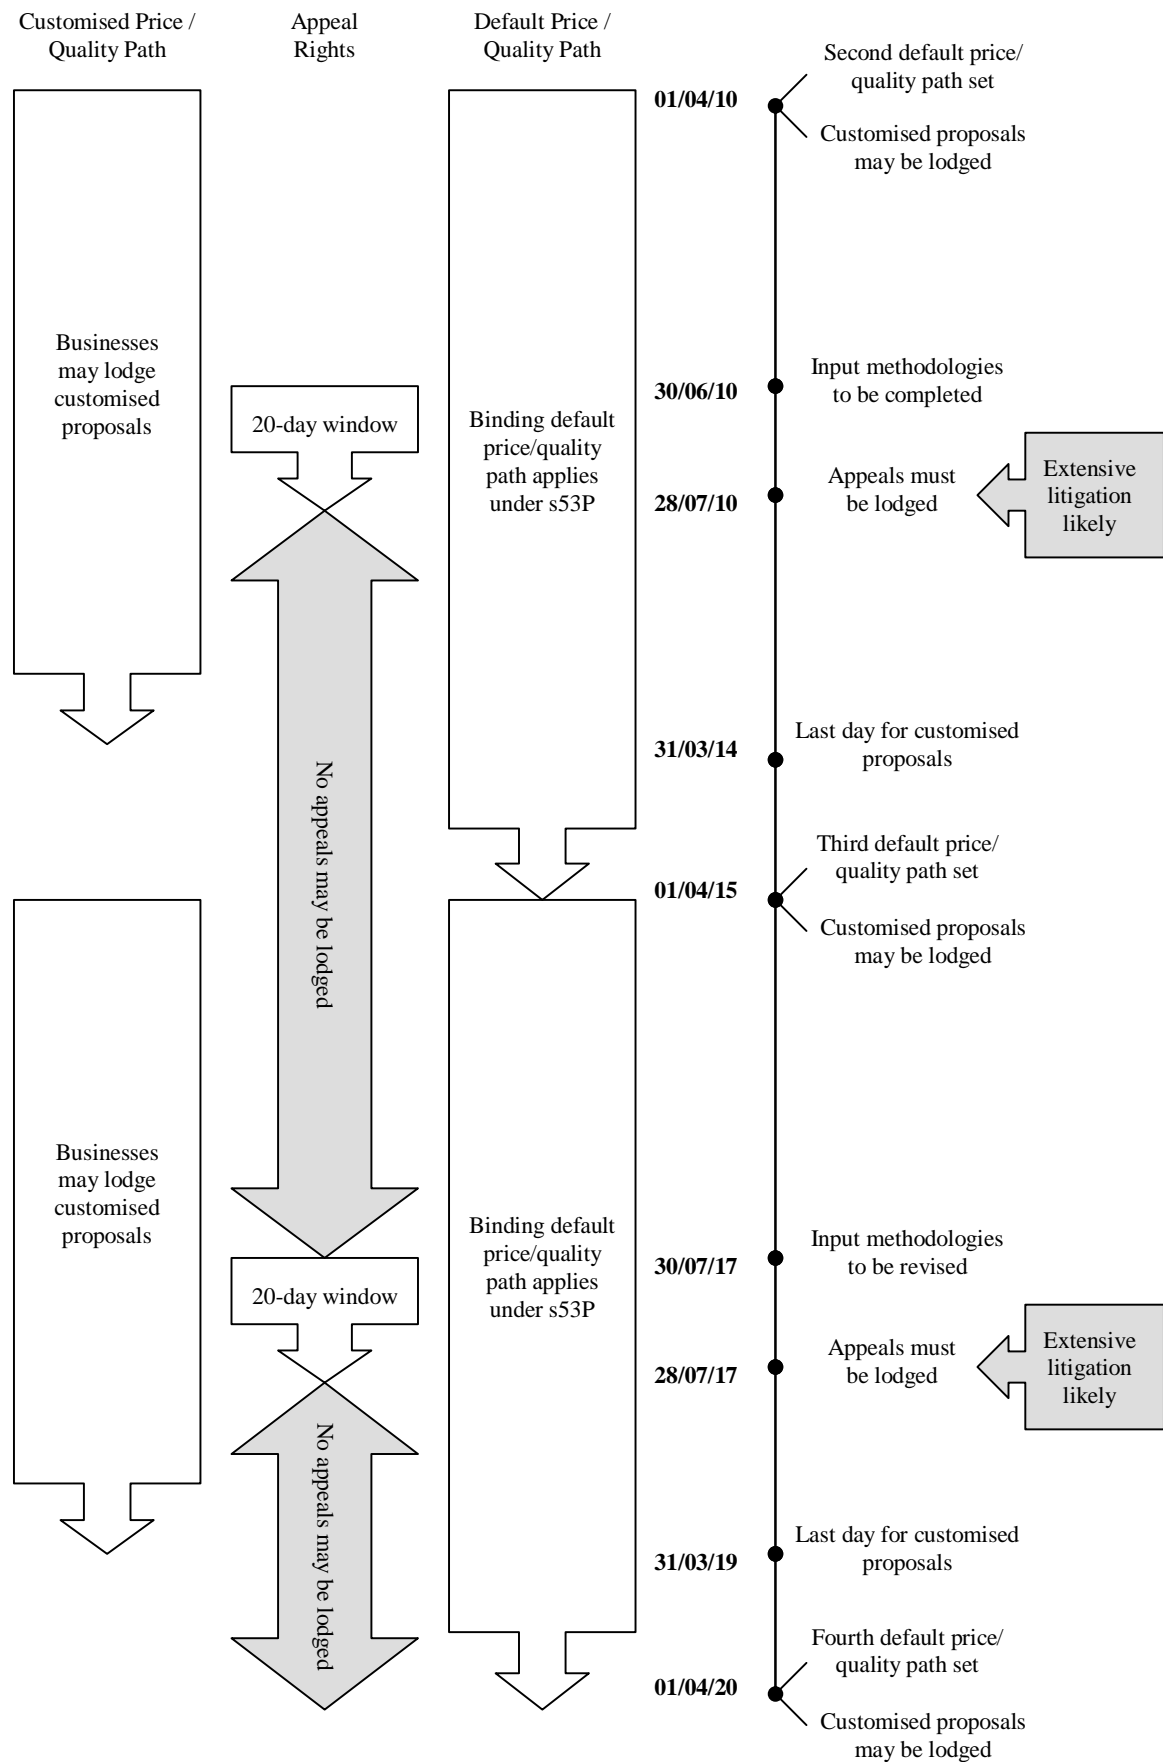 Customised Price /
Quality Path
Appeal
Rights
Default Price /
Quality Path
Second default price/
quality path set
01/04/10
Customised proposals
may be lodged
Businesses
may lodge
customised
proposals
20-day window
Binding default
price/quality
path applies
under s53P
30/06/10
Input methodologies
to be completed
28/07/10
Appeals must
be lodged
Extensive
litigation
likely
No appeals may be lodged
31/03/14
Last day for customised
proposals
Third default price/
quality path set
01/04/15
Customised proposals
may be lodged
Businesses
may lodge
customised
proposals
20-day window
Binding default
price/quality
path applies
under s53P
30/07/17
Input methodologies
to be revised
28/07/17
Appeals must
be lodged
Extensive
litigation
likely
No appeals may be lodged
31/03/19
Last day for customised
proposals
Fourth default price/
quality path set
01/04/20
Customised proposals
may be lodged